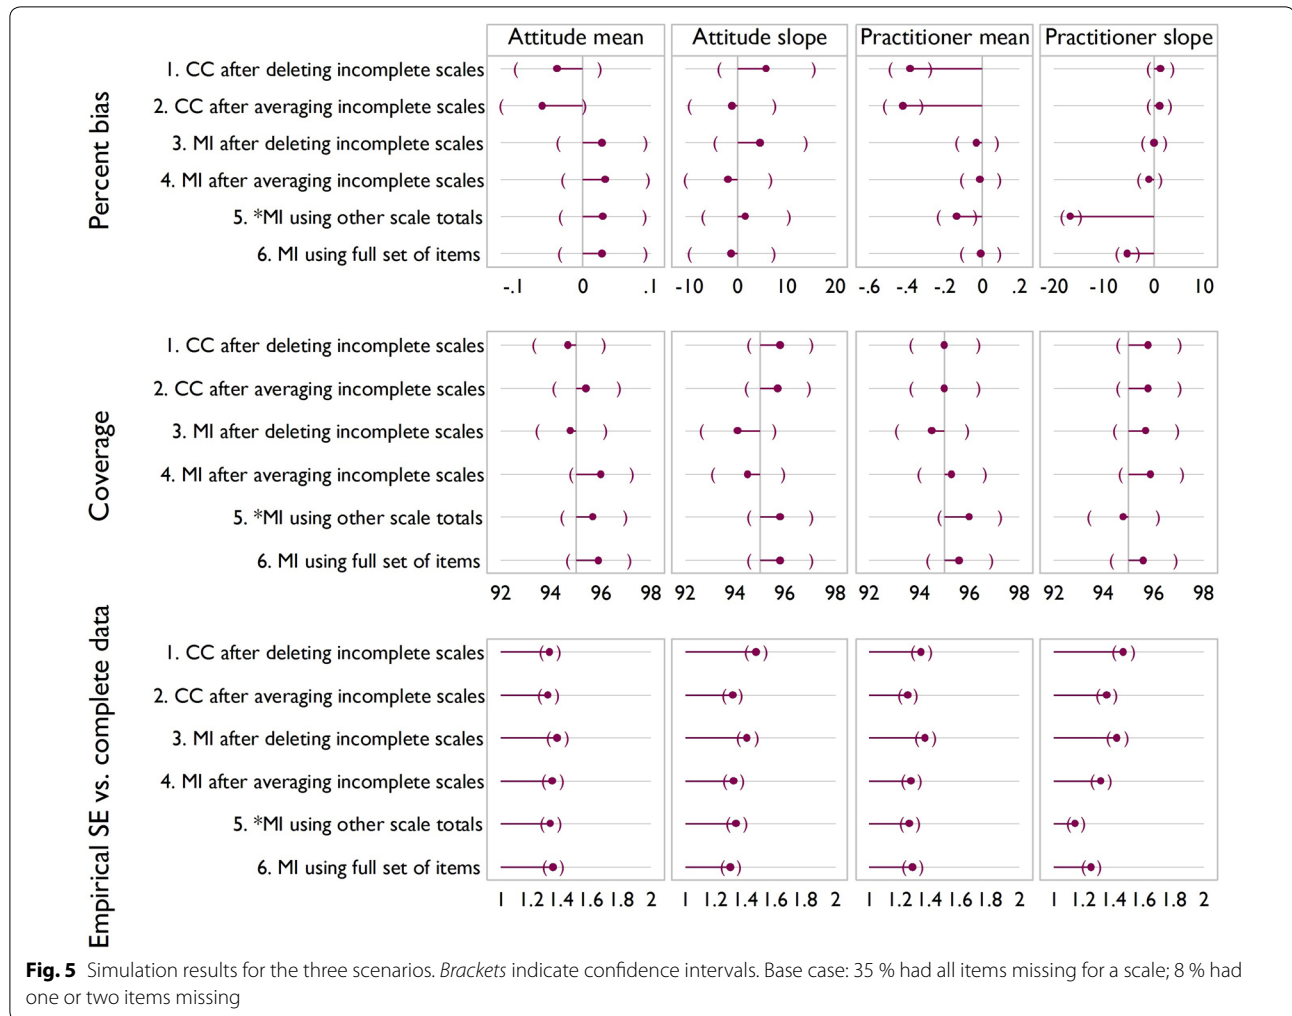 Attitude mean Attitude slope Practitioner mean Practitioner slope
Percent bias
1. CC after deleting incomplete scales
2. CC after averaging incomplete scales
3. MI after deleting incomplete scales
4. MI after averaging incomplete scales
5. *MI using other scale totals
6. MI using full set of items
-.1 0 .1 -10 0 10 20 -.6 -.4 -.2 0 .2 -20 -10 0 10
Coverage
1. CC after deleting incomplete scales
2. CC after averaging incomplete scales
3. MI after deleting incomplete scales
4. MI after averaging incomplete scales
5. *MI using other scale totals
6. MI using full set of items
92 94 96 98 92 94 96 98 92 94 96 98 92 94 96 98
Empirical SE vs. complete data
1. CC after deleting incomplete scales
2. CC after averaging incomplete scales
3. MI after deleting incomplete scales
4. MI after averaging incomplete scales
5. *MI using other scale totals
6. MI using full set of items
1 1.2 1.4 1.6 1.8 2 1 1.2 1.4 1.6 1.8 2 1 1.2 1.4 1.6 1.8 2 1 1.2 1.4 1.6 1.8 2
Fig. 5 Simulation results for the three scenarios. Brackets indicate confidence intervals. Base case: 35 % had all items missing for a scale; 8 % had
one or two items missing